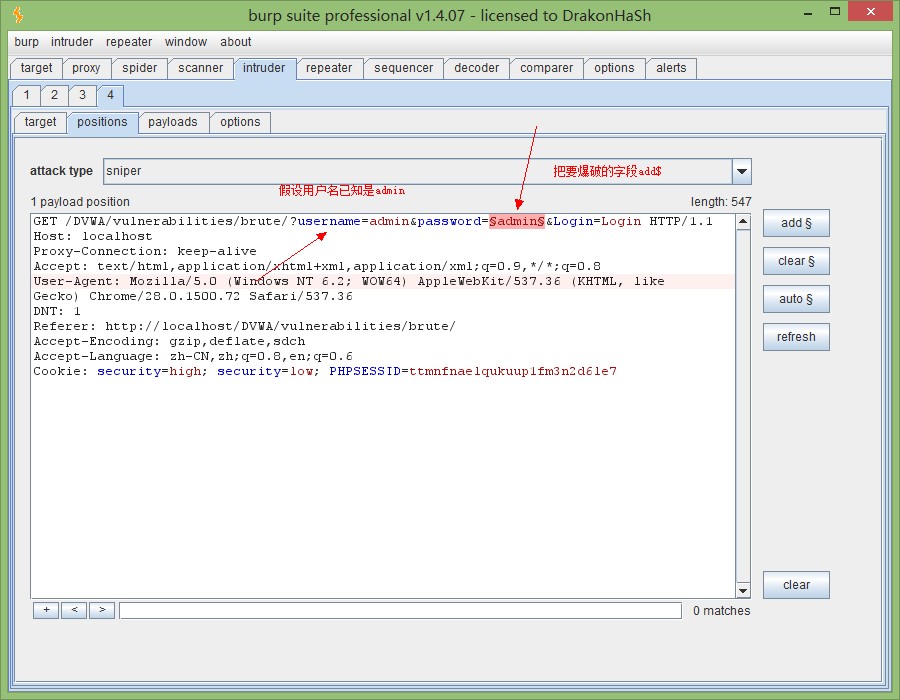 burp suite professional v1.4.07 - licensed to DrakonHaSh
burp intruder repeater window about
target proxy spider scanner intruder repeater sequencer decoder comparer options alerts
1 2 3 4
target positions payloads options
attack type sniper 把要爆破的字段add$
假设用户名已知是admin
1 payload position length: 547
GET /DVWA/vulnerabilities/brute/?username=admin&password=§admin§&Login=Login HTTP/1.1
Host: localhost
Proxy-Connection: keep-alive
Accept: text/html,application/xhtml+xml,application/xml;q=0.9,*/*;q=0.8
User-Agent: Mozilla/5.0 (Windows NT 6.2; WOW64) AppleWebKit/537.36 (KHTML, like
Gecko) Chrome/28.0.1500.72 Safari/537.36
DNT: 1
Referer: http://localhost/DVWA/vulnerabilities/brute/
Accept-Encoding: gzip,deflate,sdch
Accept-Language: zh-CN,zh;q=0.8,en;q=0.6
Cookie: security=high; security=low; PHPSESSID=ttmnfnaelqukuup1fm3n2d6le7
add §
clear §
auto §
refresh
clear
+ < > 0 matches